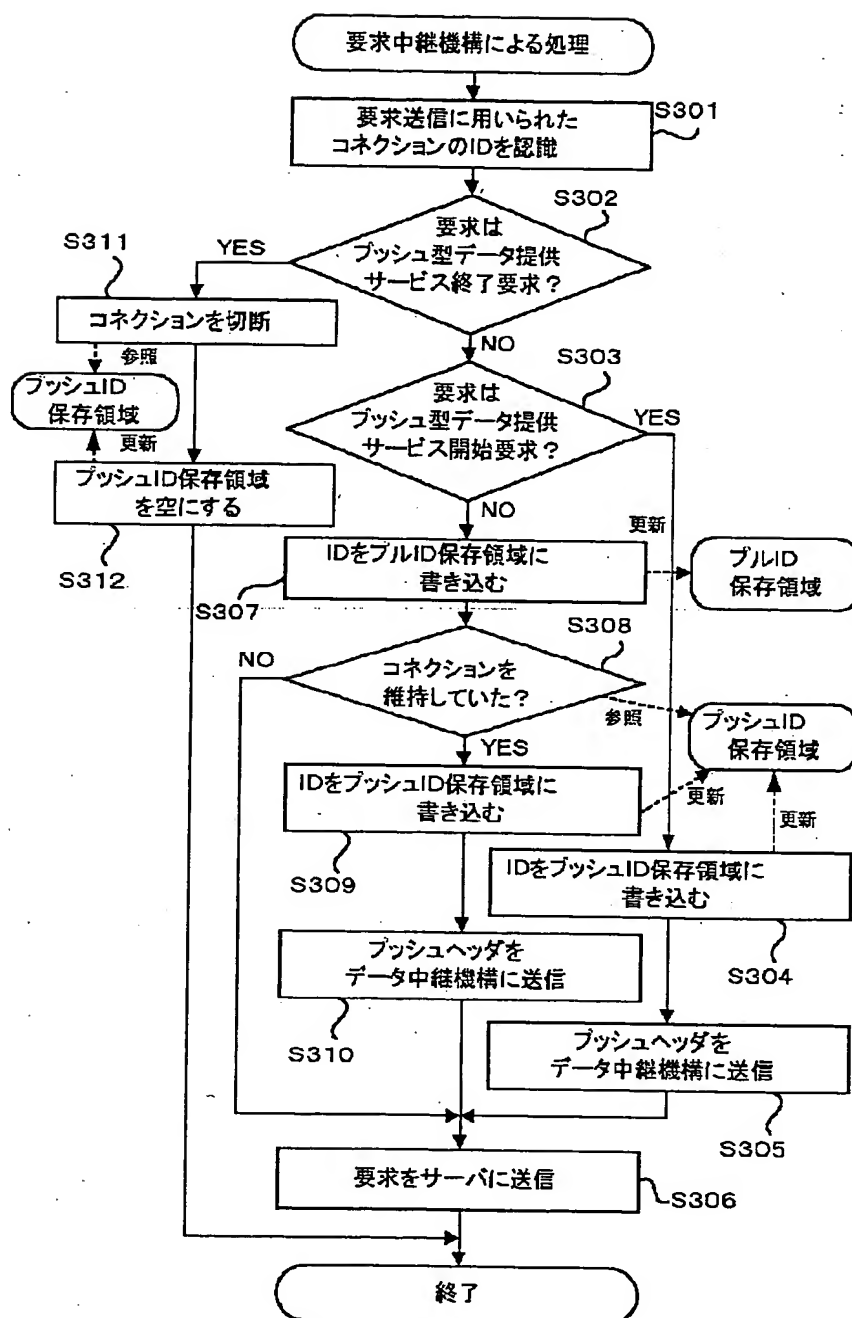 要求中継機構による処理
要求送信に用いられた
コネクションのIDを認識
S301
要求は
プッシュ型データ提供
サービス終了要求？
S302
YES
NO
S311
コネクションを切断
参照
プッシュID
保存領域
更新
プッシュID保存領域
を空にする
S312
要求は
プッシュ型データ提供
サービス開始要求？
S303
YES
NO
更新
IDをプルID保存領域に
書き込む
S307
プルID
保存領域
コネクションを
維持していた？
S308
NO
YES
参照
プッシュID
保存領域
IDをプッシュID保存領域に
書き込む
更新
S309
更新
IDをプッシュID保存領域に
書き込む
S304
プッシュヘッダを
データ中継機構に送信
S310
プッシュヘッダを
データ中継機構に送信
S305
要求をサーバに送信
S306
終了